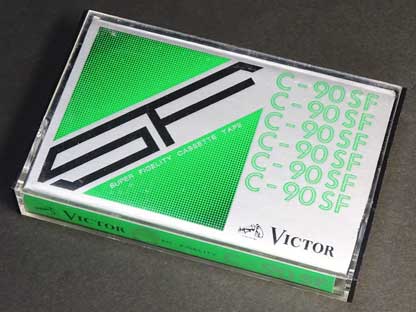 SF
SUPER FIDELITY CASSETTE TAPE
C-90 SF
C-90 SF
C-90 SF
C-90 SF
C-90 SF
C-90 SF
VICTOR
VICTOR
FIDELITY